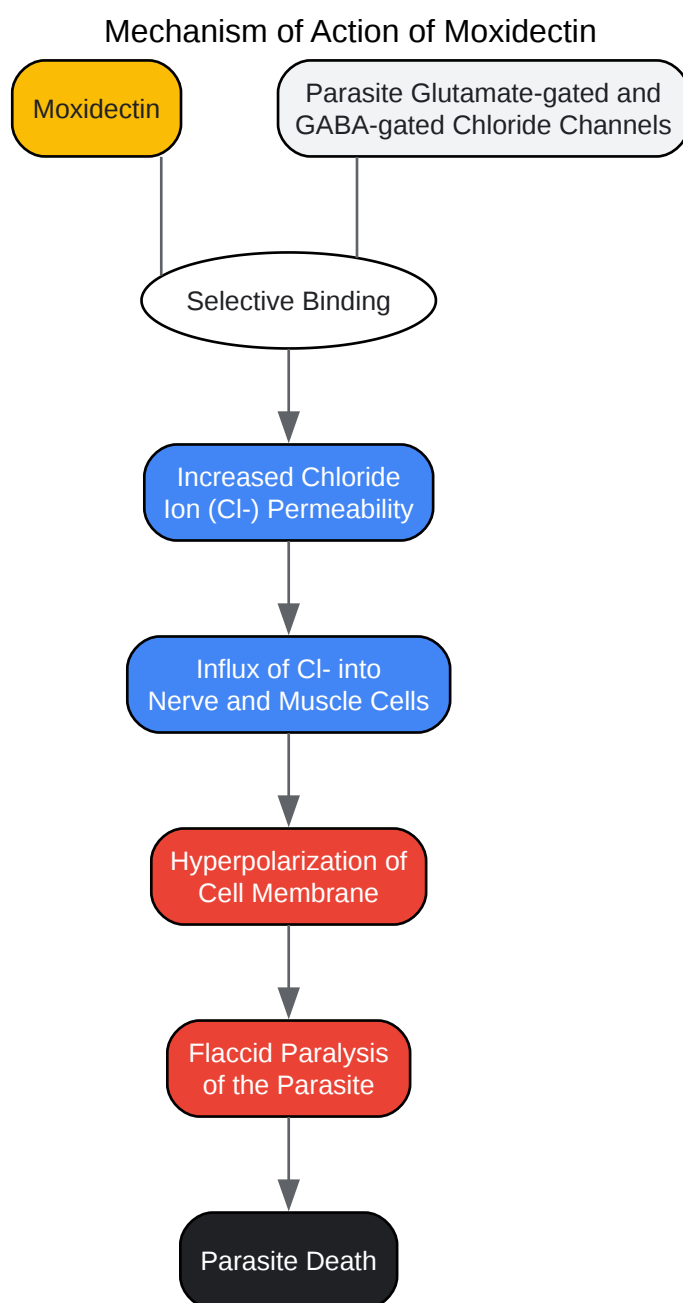 Mechanism of Action of Moxidectin
Moxidectin
Parasite Glutamate-gated and
GABA-gated Chloride Channels
Selective Binding
Increased Chloride
Ion (Cl-) Permeability
Influx of Cl- into
Nerve and Muscle Cells
Hyperpolarization of
Cell Membrane
Flaccid Paralysis
of the Parasite
Parasite Death